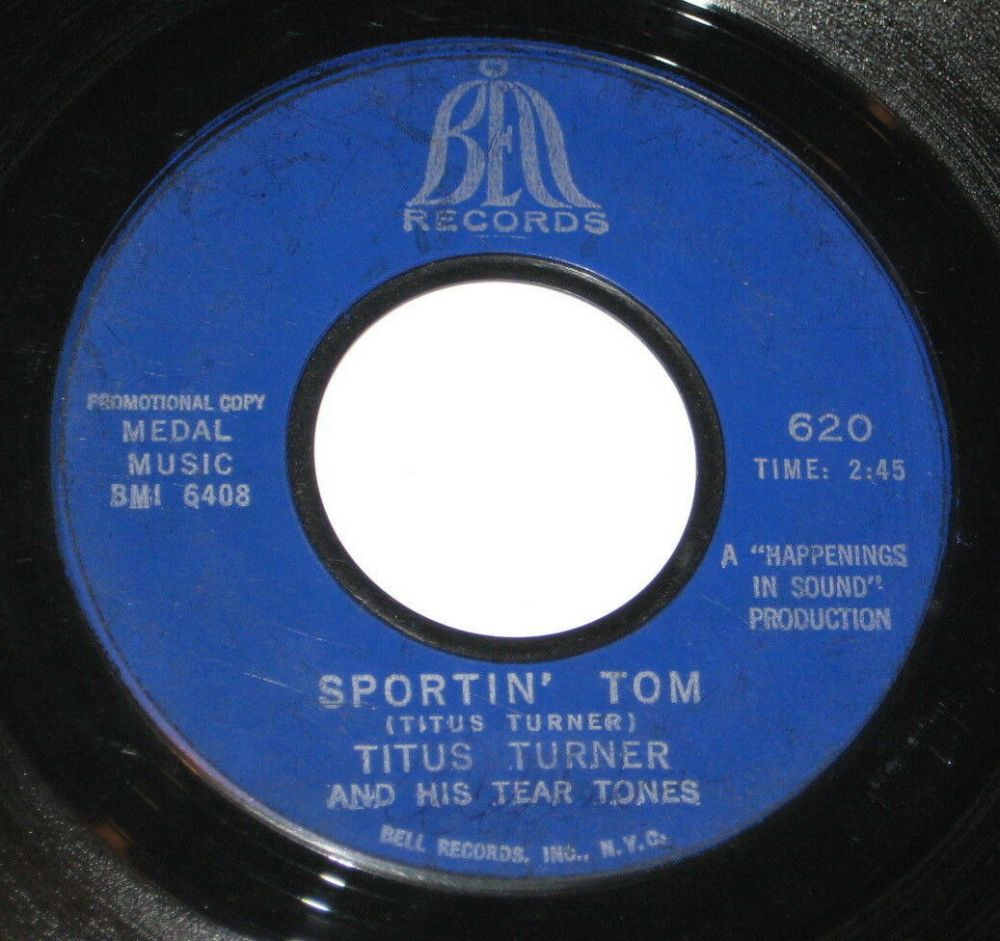 BELL
RECORDS
PROMOTIONAL COPY
MEDAL
MUSIC
BMI 6408
620
TIME: 2:45
A "HAPPENINGS
IN SOUND"
PRODUCTION
SPORTIN' TOM
(TITUS TURNER)
TITUS TURNER
AND HIS TEAR TONES
BELL RECORDS, INC., N.Y.C.